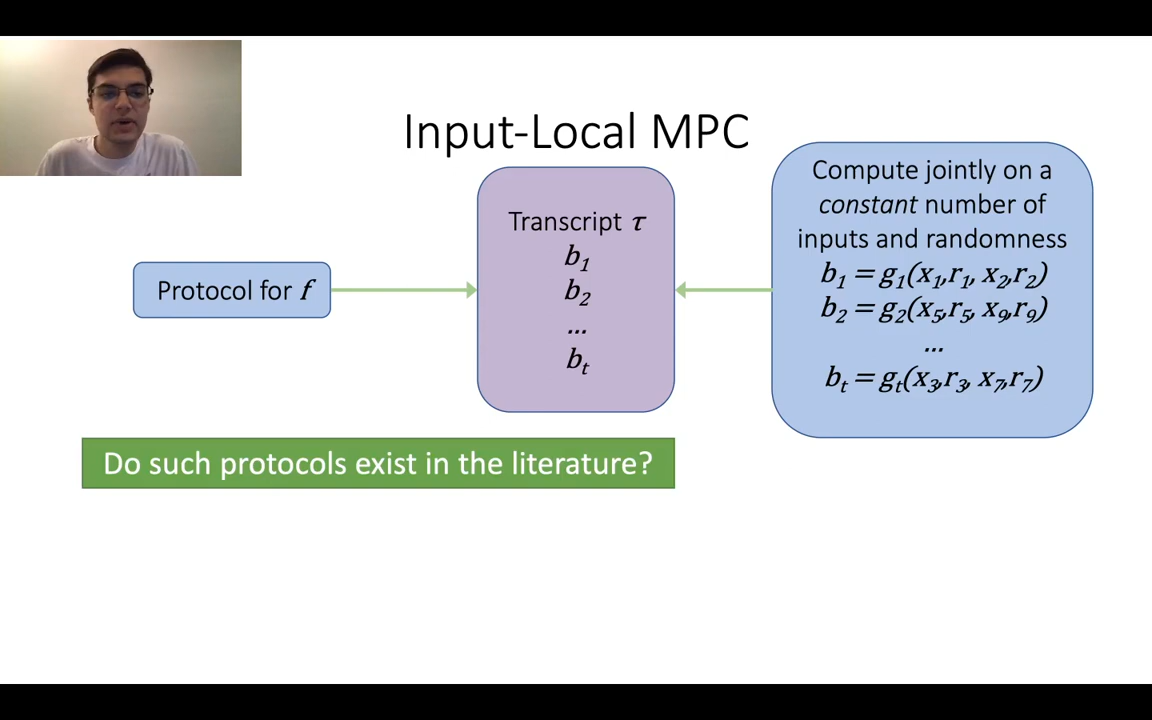 Input-Local MPC
Protocol for f
Transcript τ
b₁
b₂
...
bₜ
Compute jointly on a
constant number of
inputs and randomness
b₁ = g₁(x₁,r₁, x₂,r₂)
b₂ = g₂(x₅,r₅, x₉,r₉)
...
bₜ = gₜ(x₃,r₃, x₇,r₇)
Do such protocols exist in the literature?